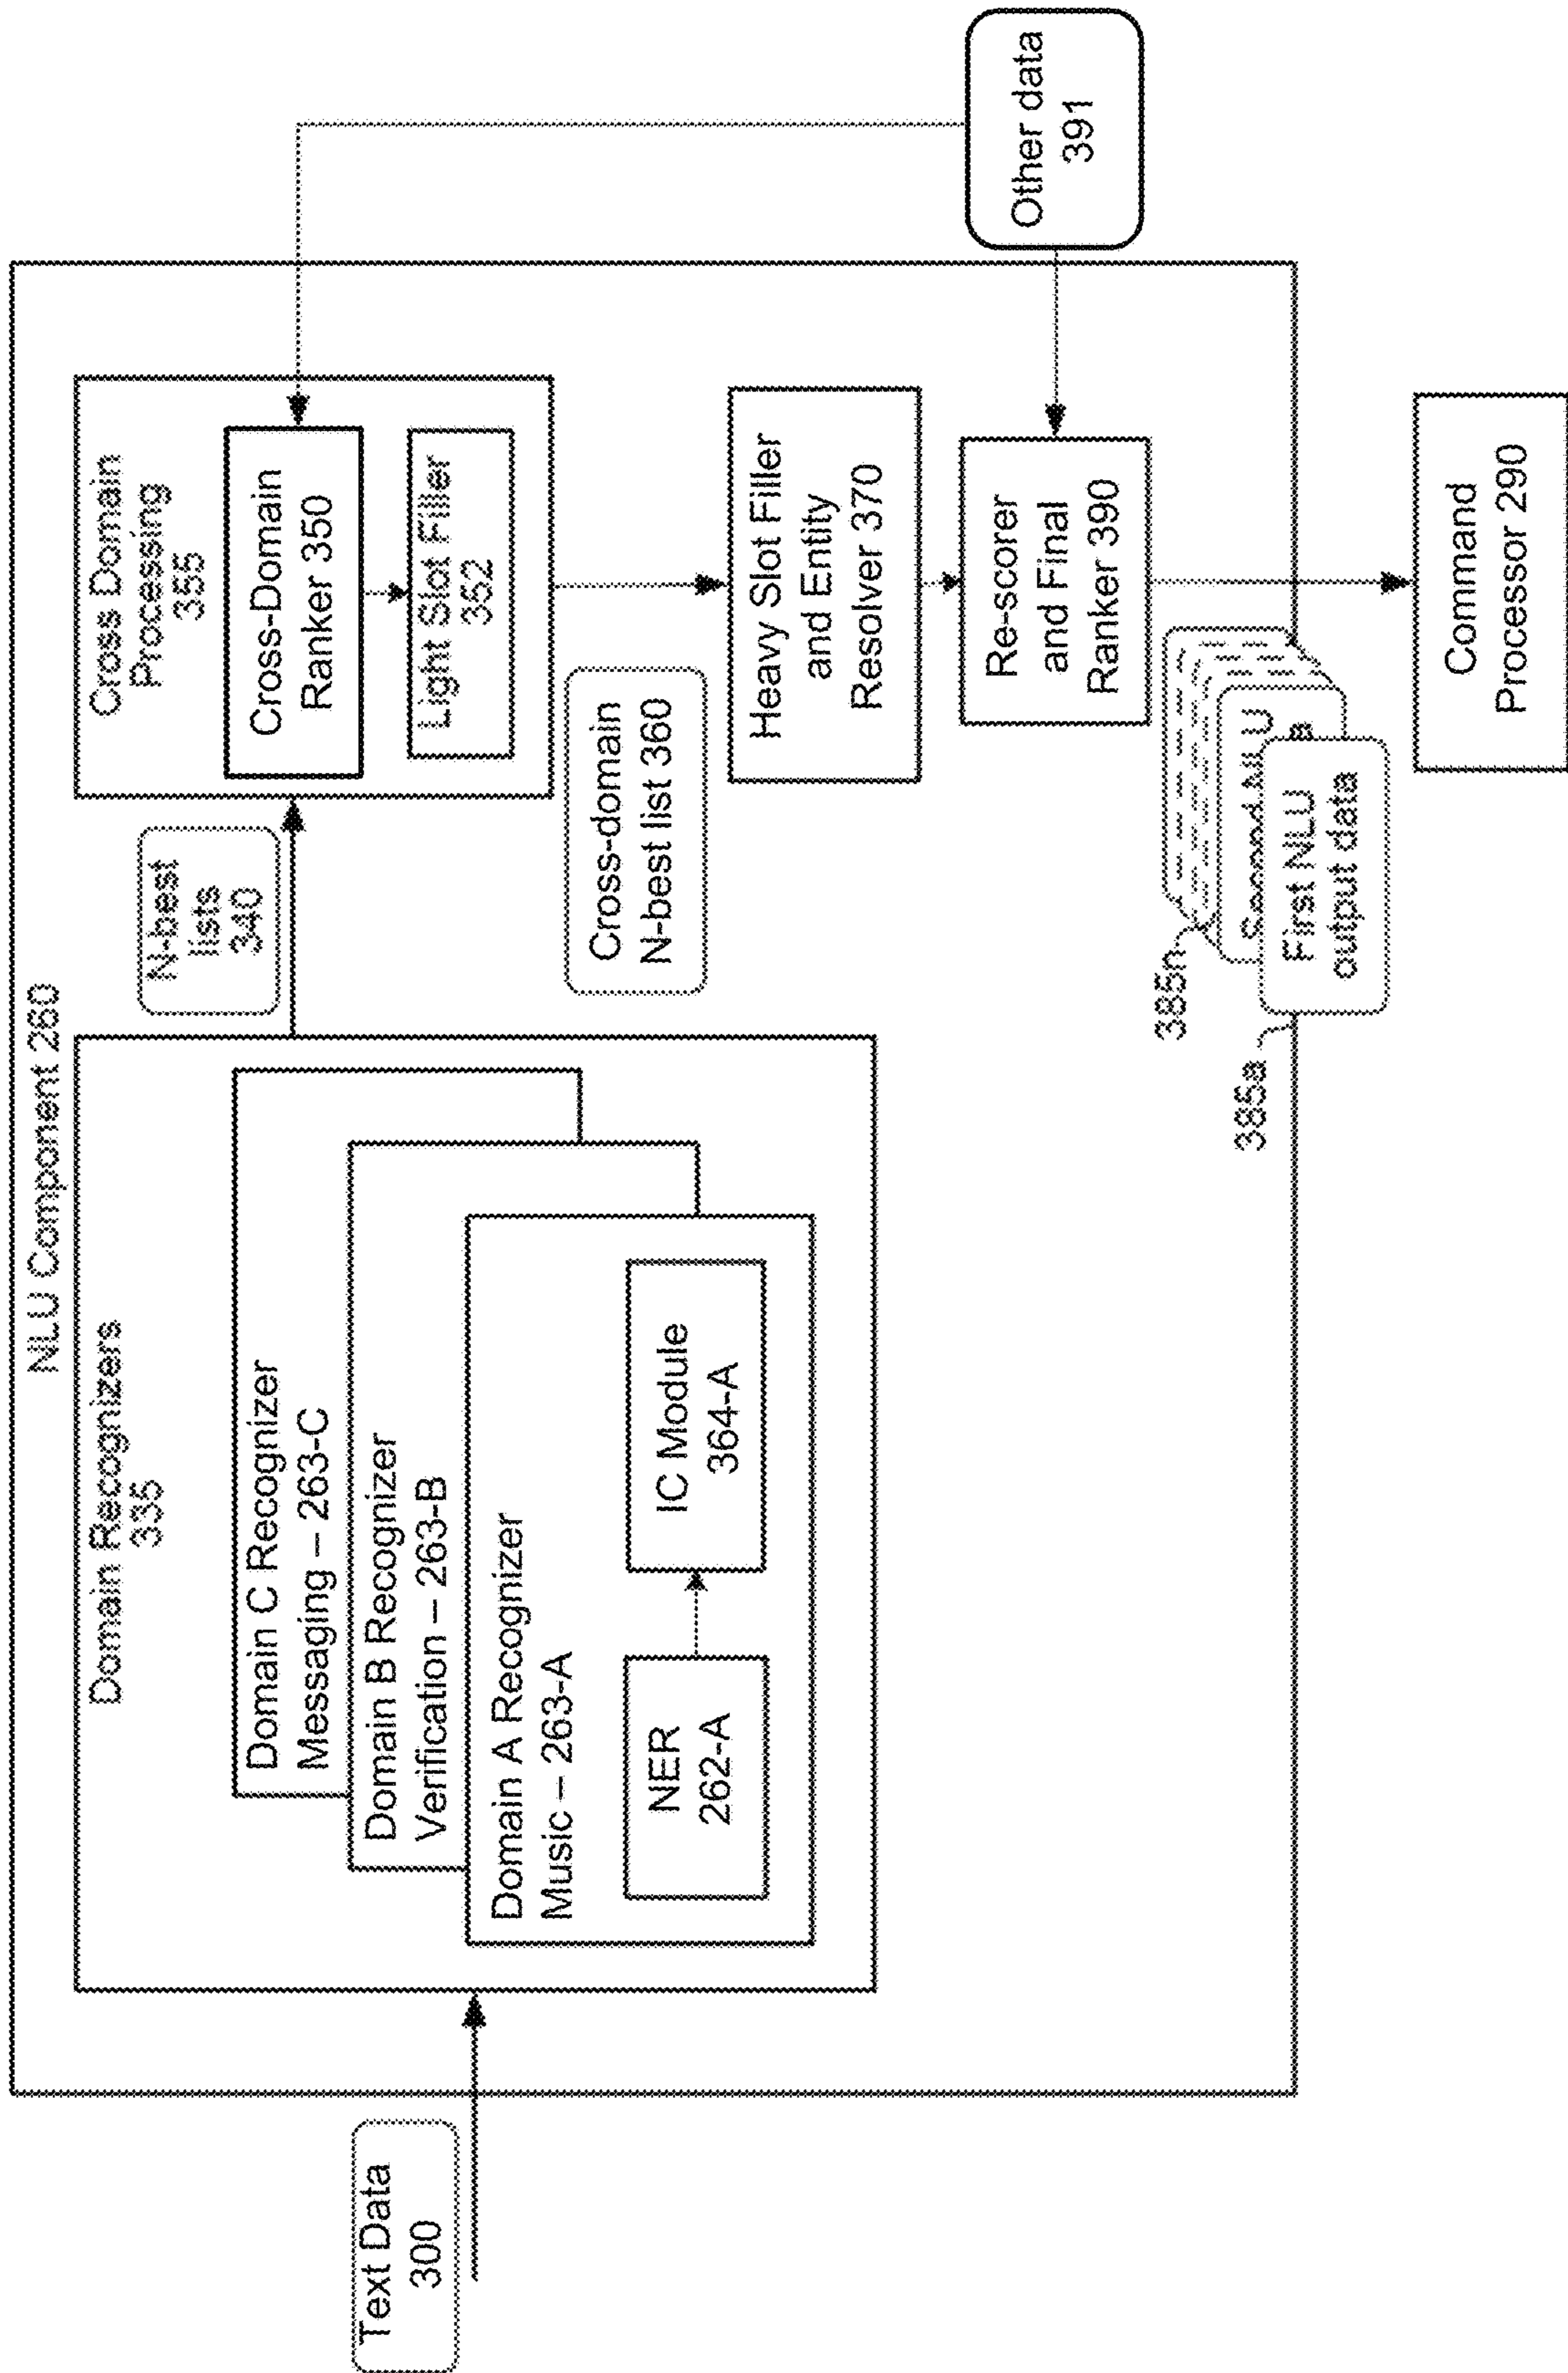 NLU Component 260
Text Data
300
Domain Recognizers
335
Domain C Recognizer
Messaging – 263-C
Domain B Recognizer
Verification – 263-B
Domain A Recognizer
Music – 263-A
NER
262-A
IC Module
364-A
N-best
lists
340
Cross Domain
Processing
355
Cross-Domain
Ranker 350
Light Slot Filler
352
Cross-domain
N-best list 360
Heavy Slot Filler
and Entity
Resolver 370
Re-scorer
and Final
Ranker 390
Other data
391
385n
385a
Second NLU
First NLU
output data
Command
Processor 290